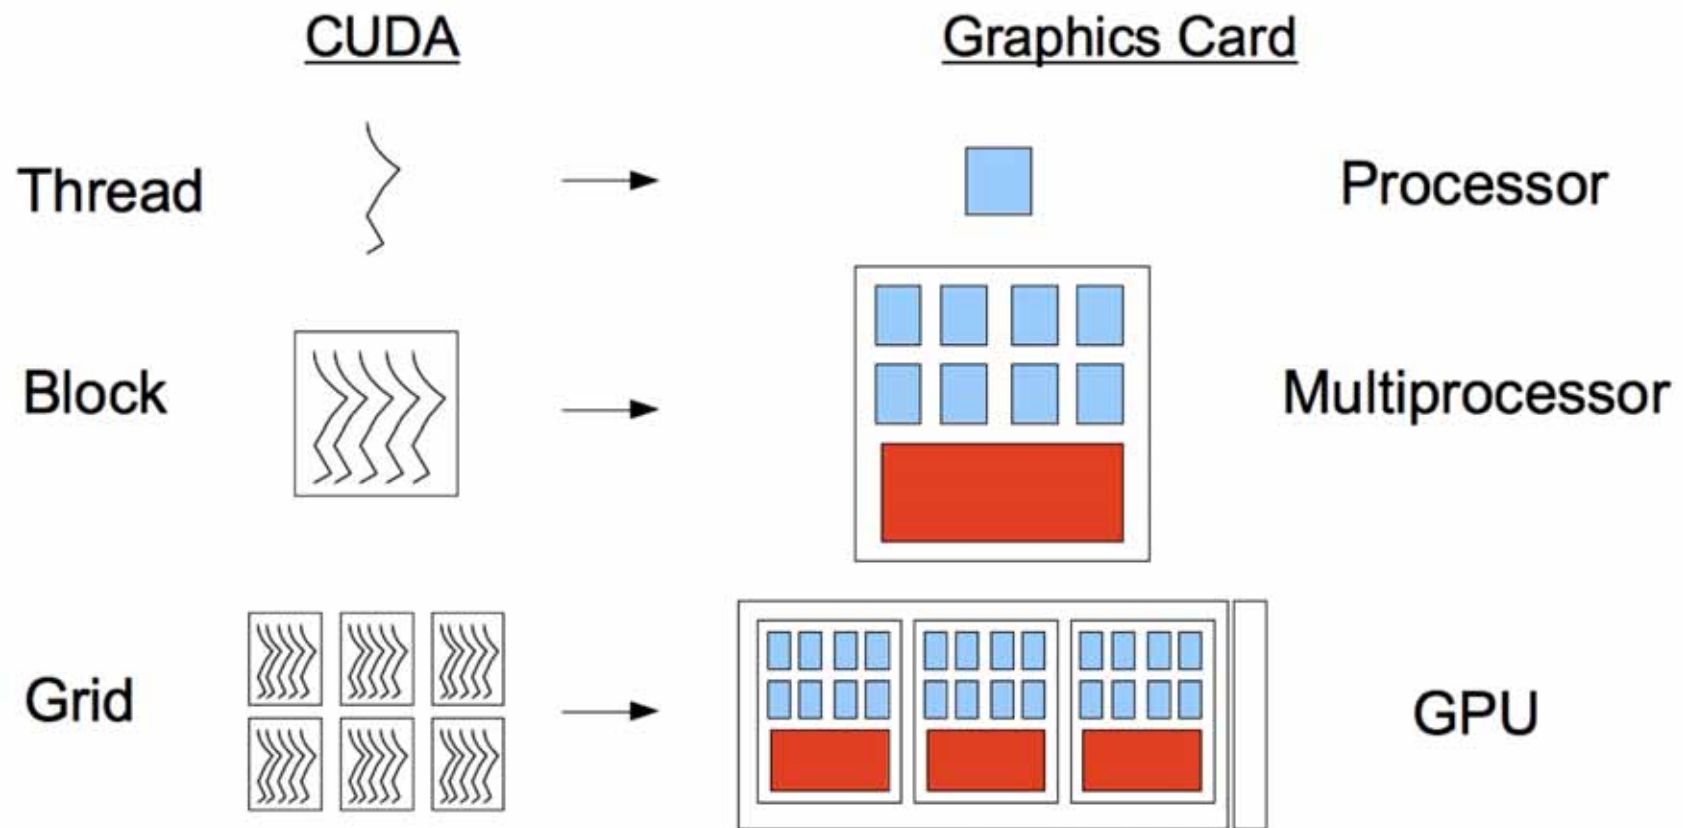 CUDA
Graphics Card
Thread
Processor
Block
Multiprocessor
Grid
GPU